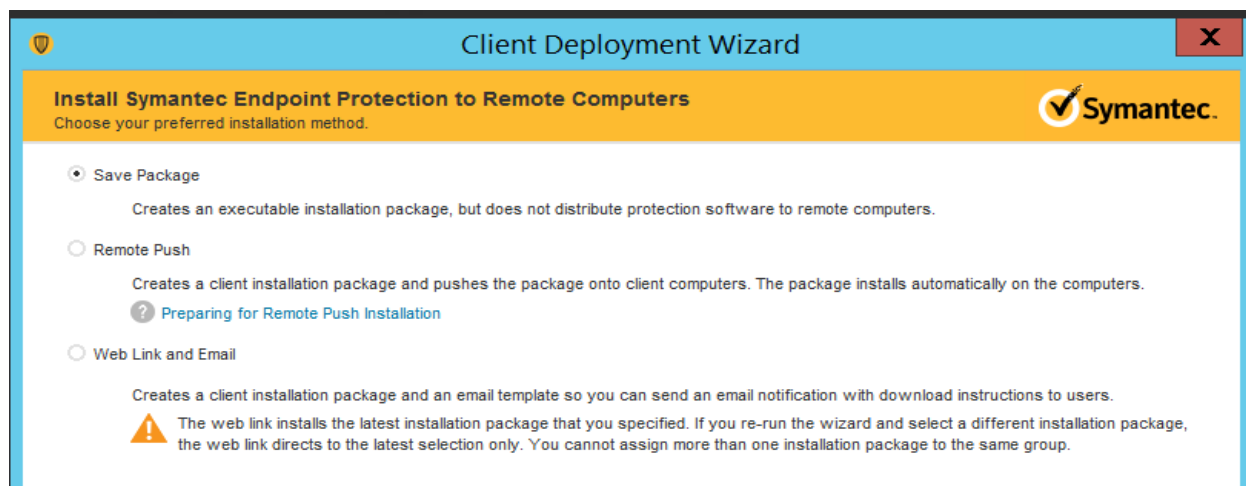 Client Deployment Wizard
X
Install Symantec Endpoint Protection to Remote Computers
Choose your preferred installation method.
Symantec.
Save Package
Creates an executable installation package, but does not distribute protection software to remote computers.
Remote Push
Creates a client installation package and pushes the package onto client computers. The package installs automatically on the computers.
? Preparing for Remote Push Installation
Web Link and Email
Creates a client installation package and an email template so you can send an email notification with download instructions to users.
The web link installs the latest installation package that you specified. If you re-run the wizard and select a different installation package,
the web link directs to the latest selection only. You cannot assign more than one installation package to the same group.